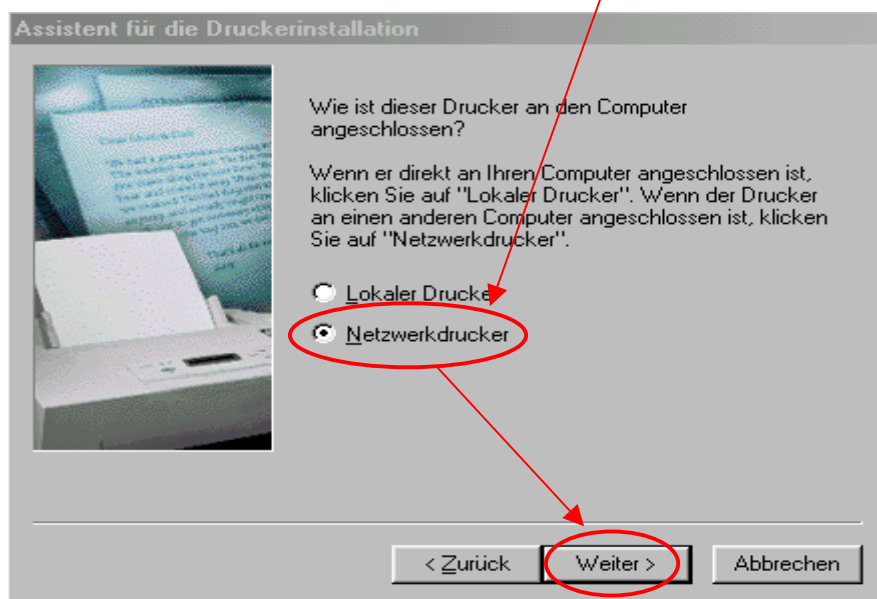 Assistent für die Druckerinstallation
Wie ist dieser Drucker an den Computer
angeschlossen?
Wenn er direkt an Ihren Computer angeschlossen ist,
klicken Sie auf "Lokaler Drucker". Wenn der Drucker
an einen anderen Computer angeschlossen ist, klicken
Sie auf "Netzwerkdrucker".
Lokaler Drucker
Netzwerkdrucker
< Zurück Weiter > Abbrechen